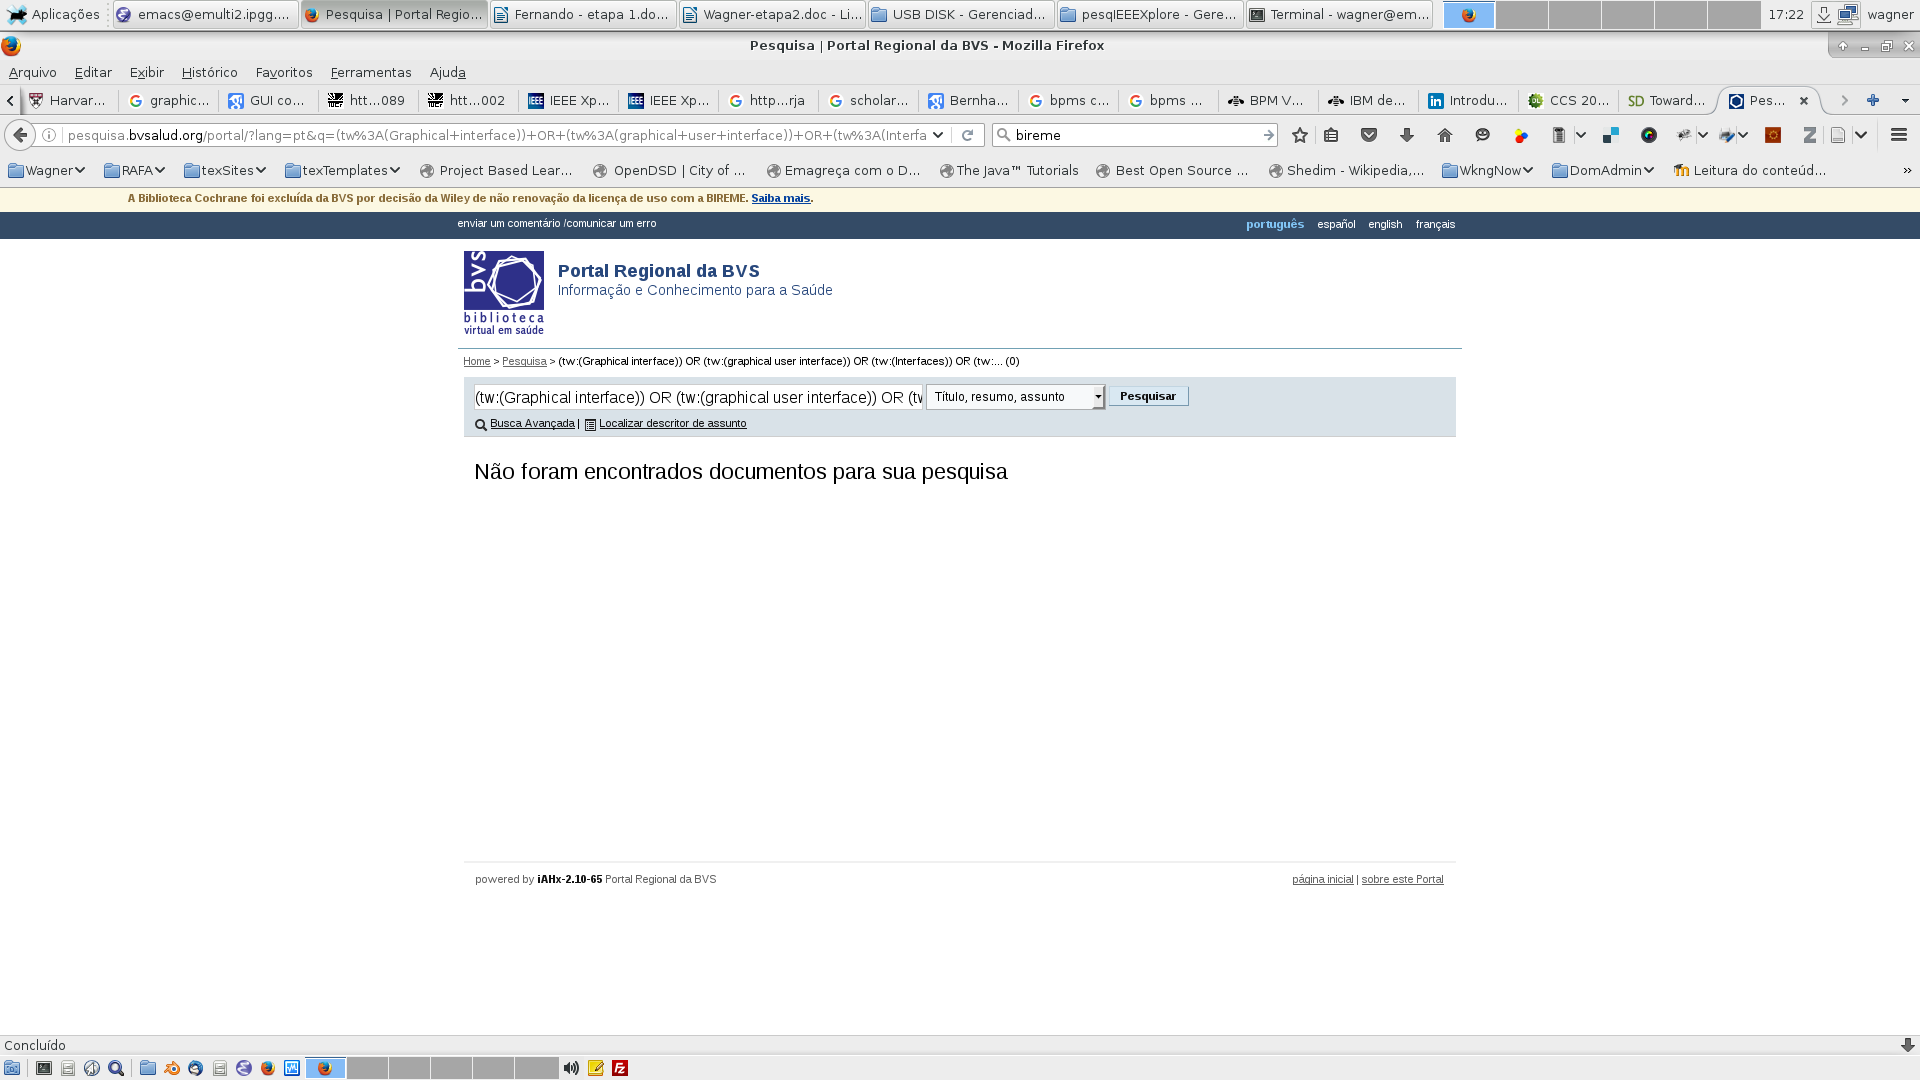 Aplicações emacs@emulti2.ipgg.... Pesquisa | Portal Regio... Fernando - etapa 1.do... Wagner-etapa2.doc - Li... USB DISK - Gerenciad... pesqIEEEXplore - Gere... Terminal - wagner@em... 17:22 wagner
Pesquisa | Portal Regional da BVS - Mozilla Firefox
Arquivo Editar Exibir Histórico Favoritos Ferramentas Ajuda
Harvar... graphic... GUI co... htt...089 htt...002 IEEE Xp... IEEE Xp... http...rja scholar... Bernha... bpms c... bpms ... BPM V... IBM de... Introdu... CCS 20... Toward... Pes...
pesquisa.bvsalud.org/portal/?lang=pt&q=(tw%3A(Graphical+interface))+OR+(tw%3A(graphical+user+interface))+OR+(tw%3A(Interfa bireme
Wagner RAFA texSites texTemplates Project Based Lear... OpenDSD | City of ... Emagreça com o D... The Java™ Tutorials Best Open Source ... Shedim - Wikipedia,... WkngNow DomAdmin Leitura do conteúd... »
A Biblioteca Cochrane foi excluída da BVS por decisão da Wiley de não renovação da licença de uso com a BIREME. Saiba mais.
enviar um comentário /comunicar um erro português español english français
bvs
biblioteca
virtual em saúde
Portal Regional da BVS
Informação e Conhecimento para a Saúde
Home > Pesquisa > (tw:(Graphical interface)) OR (tw:(graphical user interface)) OR (tw:(Interfaces)) OR (tw:... (0)
(tw:(Graphical interface)) OR (tw:(graphical user interface)) OR (tw Título, resumo, assunto Pesquisar
Busca Avançada | Localizar descritor de assunto
Não foram encontrados documentos para sua pesquisa
powered by iAHx-2.10-65 Portal Regional da BVS página inicial | sobre este Portal
Concluído